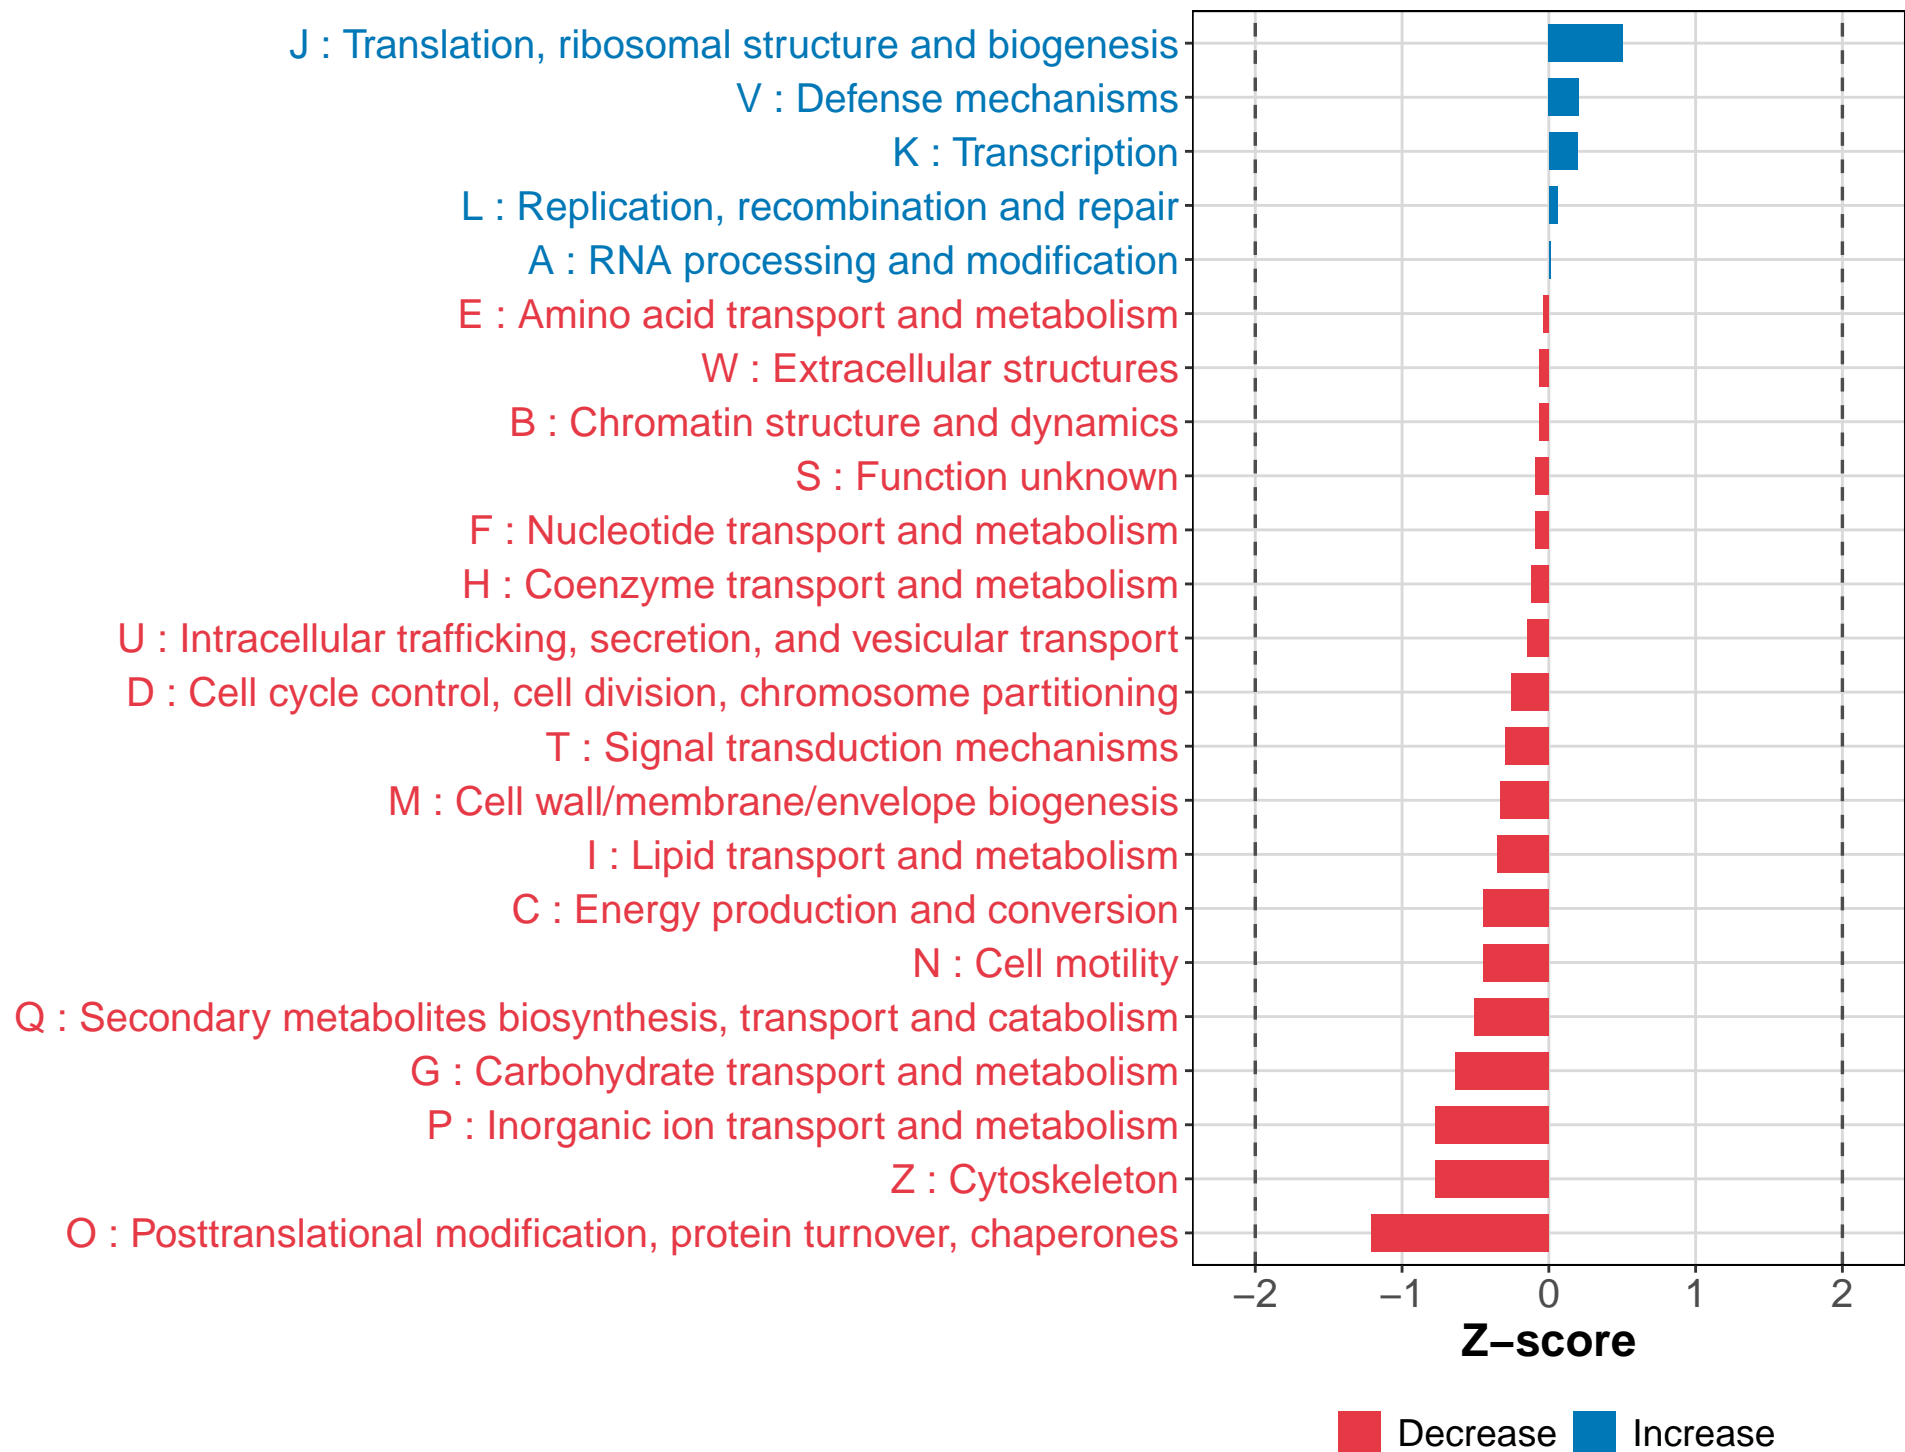 J : Translation, ribosomal structure and biogenesis
V : Defense mechanisms
K : Transcription
L : Replication, recombination and repair
A : RNA processing and modification
E : Amino acid transport and metabolism
W : Extracellular structures
B : Chromatin structure and dynamics
S : Function unknown
F : Nucleotide transport and metabolism
H : Coenzyme transport and metabolism
U : Intracellular trafficking, secretion, and vesicular transport
D : Cell cycle control, cell division, chromosome partitioning
T : Signal transduction mechanisms
M : Cell wall/membrane/envelope biogenesis
I : Lipid transport and metabolism
C : Energy production and conversion
N : Cell motility
Q : Secondary metabolites biosynthesis, transport and catabolism
G : Carbohydrate transport and metabolism
P : Inorganic ion transport and metabolism
Z : Cytoskeleton
O : Posttranslational modification, protein turnover, chaperones
−2 −1 0 1 2
Z−score
Decrease Increase